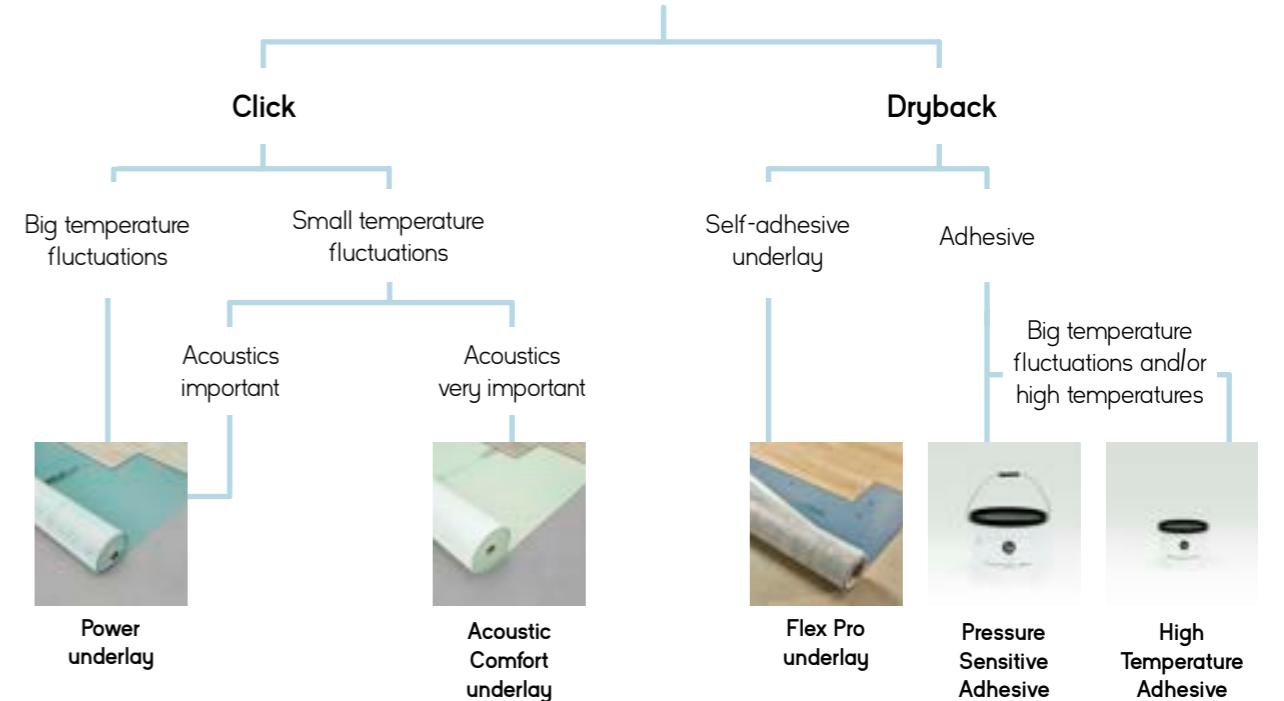 Click
Dryback
Big temperature
fluctuations
Small temperature
fluctuations
Self-adhesive
underlay
Adhesive
Acoustics
important
Acoustics
very important
Big temperature
fluctuations and/or
high temperatures
Power
underlay
Acoustic
Comfort
underlay
Flex Pro
underlay
Pressure
Sensitive
Adhesive
High
Temperature
Adhesive